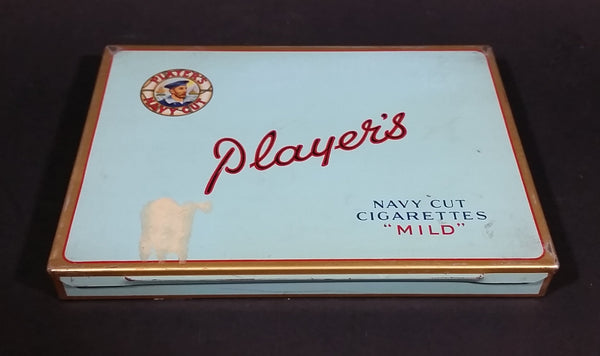 PLAYER'S
NAVY CUT
Player's
NAVY CUT
CIGARETTES
"MILD"